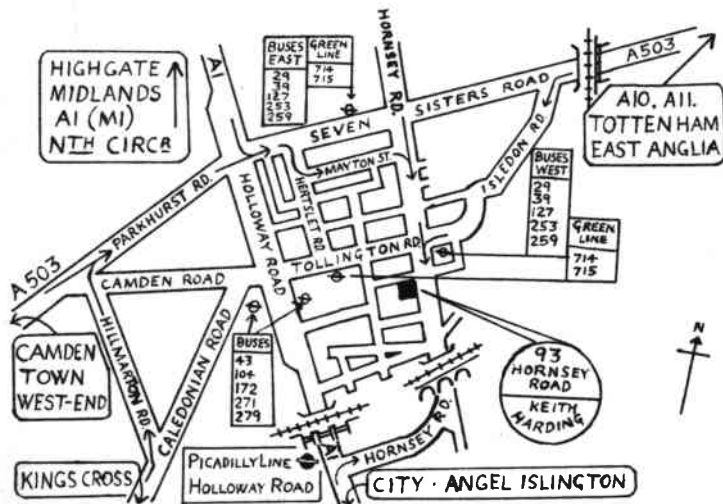 HORNSEY RD.
A1
BUSES EAST
29
39
127
253
259
GREEN LINE
714
715
A503
HIGHGATE
MIDLANDS
A1 (M1)
NTH CIRCR
SEVEN SISTERS ROAD
A10, A11.
TOTTENHAM
EAST ANGLIA
ISLEDON RD.
MAYTON ST.
BUSES WEST
29
39
127
253
259
GREEN LINE
714
715
PARKHURST RD.
HERTSLET RD
HOLLOWAY ROAD
TOLLINGTON RD.
A503
CAMDEN ROAD
CAMDEN
TOWN
WEST-END
HILLMARTON RD.
CALEDONIAN ROAD
BUSES
43
104
172
271
279
N
93
HORNSEY
ROAD
KEITH
HARDING
KINGS CROSS
PICADILLY LINE
HOLLOWAY ROAD
A1
HORNSEY RD.
CITY · ANGEL ISLINGTON